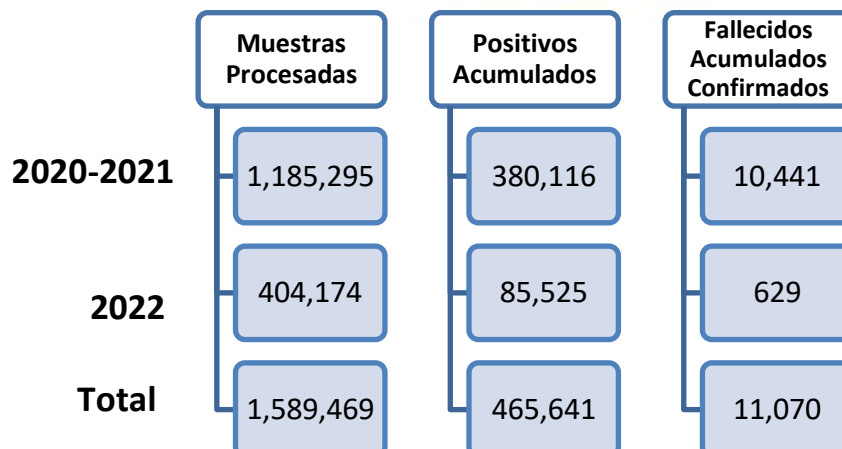 Muestras
Procesadas
Positivos
Acumulados
Fallecidos
Acumulados
Confirmados
2020-2021
1,185,295
380,116
10,441
2022
404,174
85,525
629
Total
1,589,469
465,641
11,070